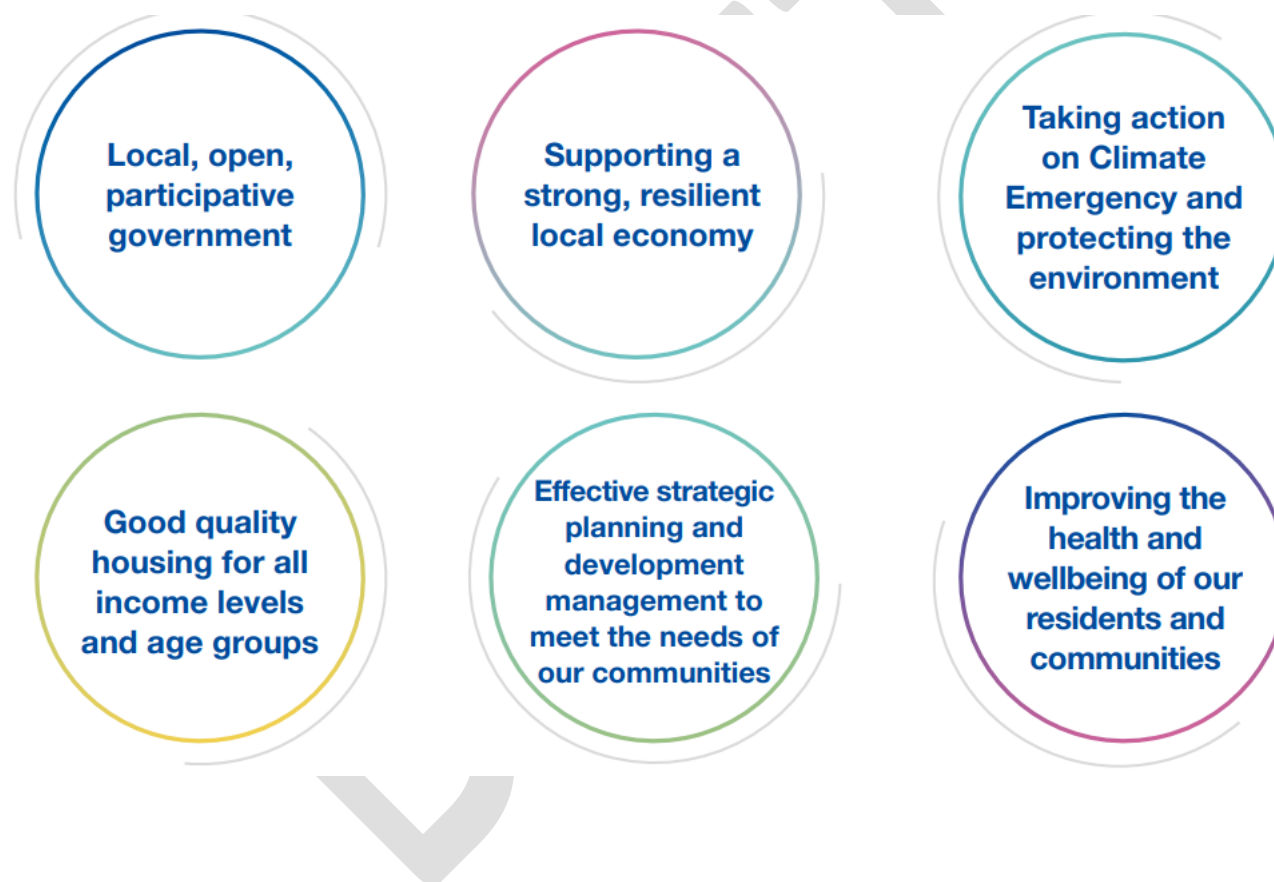 Local, open,
participative
government
Supporting a
strong, resilient
local economy
Taking action
on Climate
Emergency and
protecting the
environment
Good quality
housing for all
income levels
and age groups
Effective strategic
planning and
development
management to
meet the needs of
our communities
Improving the
health and
wellbeing of our
residents and
communities